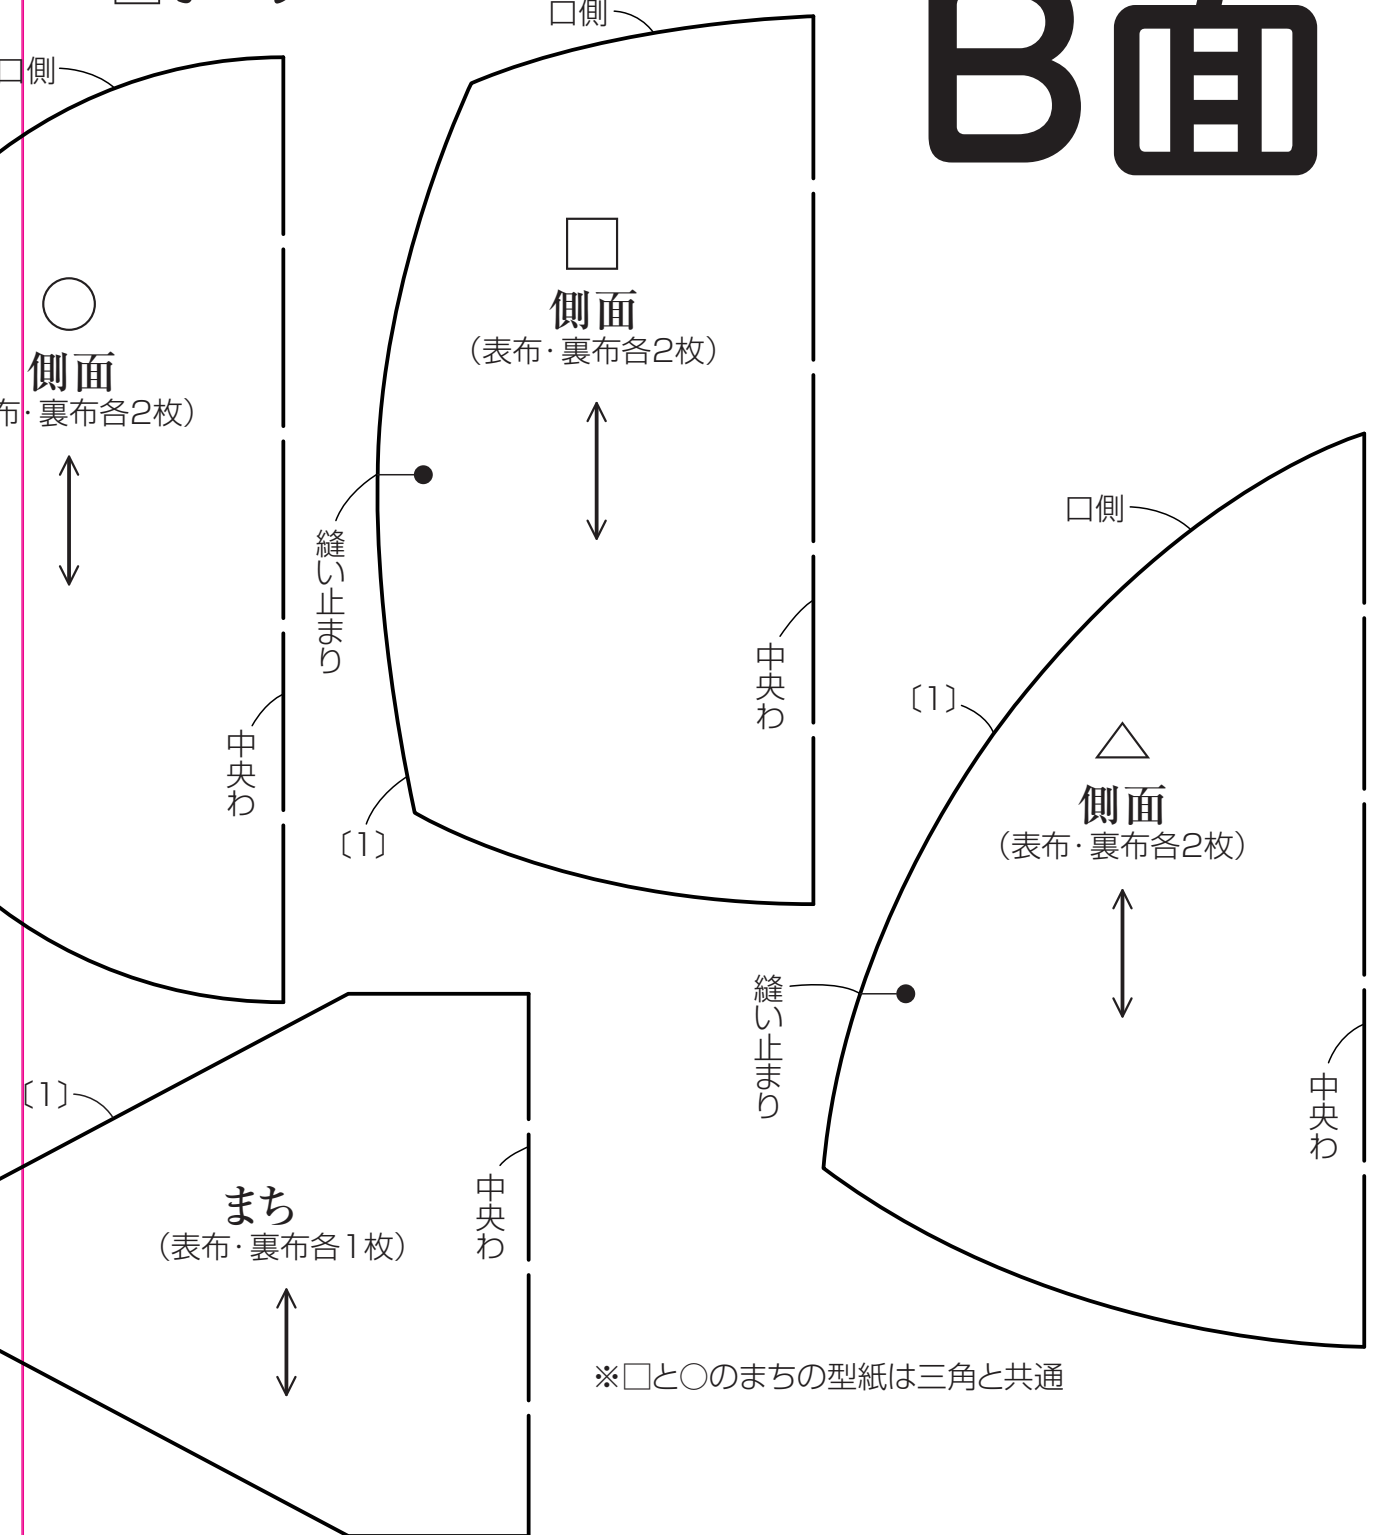 B面
口側
口側
□
側面
(表布・裏布各2枚)
縫い止まり
中央わ
〔1〕
○
側面
布・裏布各2枚)
中央わ
口側
〔1〕
△
側面
(表布・裏布各2枚)
縫い止まり
中央わ
〔1〕
まち
(表布・裏布各1枚)
中央わ
※□と○のまちの型紙は三角と共通